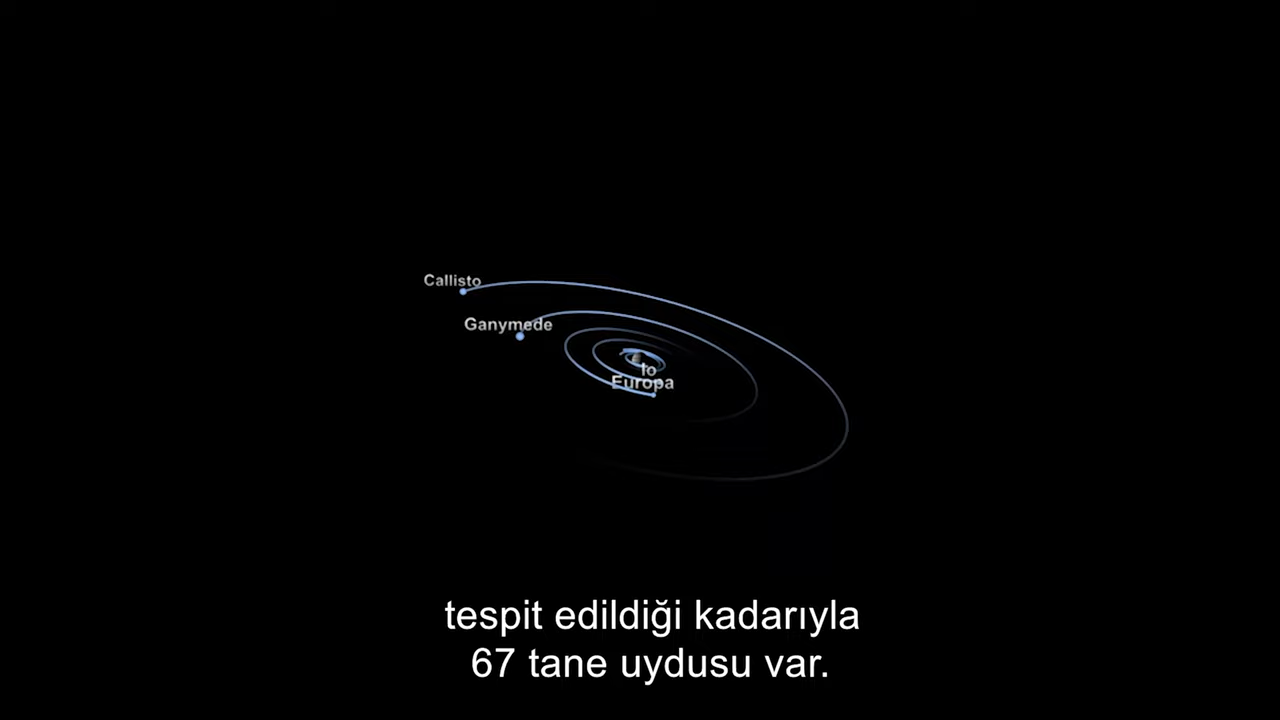 Callisto
Ganymede
Io
Europa
tespit edildiği kadarıyla
67 tane uydusu var.